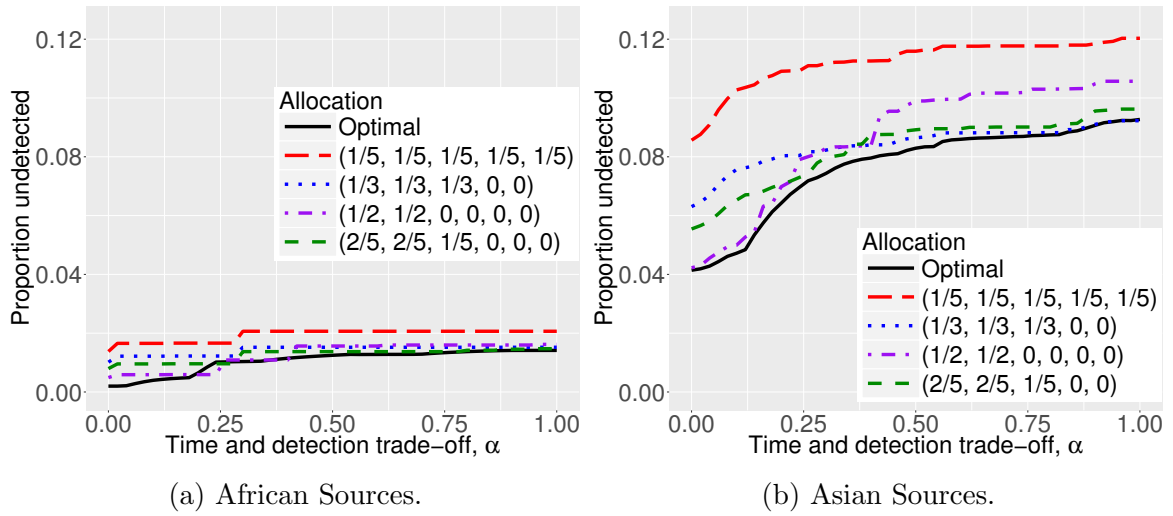 0.12
0.08
0.04
0.00
Proportion undetected
Allocation
Optimal
(1/5, 1/5, 1/5, 1/5, 1/5)
(1/3, 1/3, 1/3, 0, 0)
(1/2, 1/2, 0, 0, 0, 0)
(2/5, 2/5, 1/5, 0, 0, 0)
0.00 0.25 0.50 0.75 1.00
Time and detection trade−off, α
(a) African Sources.
0.12
0.08
0.04
0.00
Proportion undetected
Allocation
Optimal
(1/5, 1/5, 1/5, 1/5, 1/5)
(1/3, 1/3, 1/3, 0, 0)
(1/2, 1/2, 0, 0, 0, 0)
(2/5, 2/5, 1/5, 0, 0)
0.00 0.25 0.50 0.75 1.00
Time and detection trade−off, α
(b) Asian Sources.